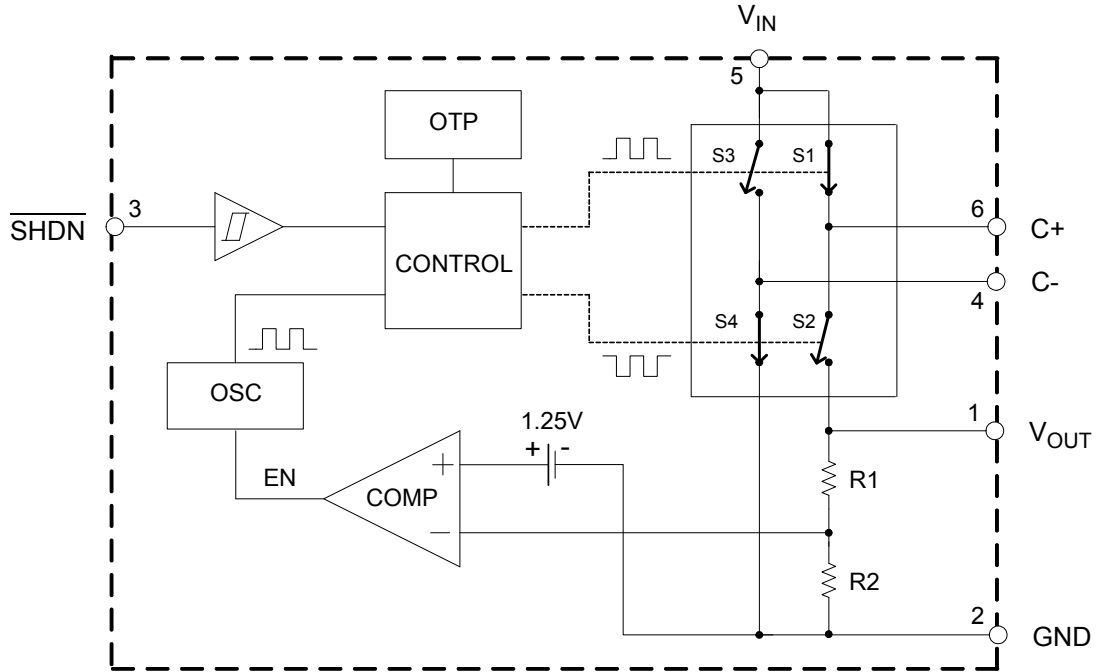 VIN
5
OTP
S3
S1
SHDN
3
6
C+
CONTROL
C-
4
S4
S2
OSC
1.25V
+ -
1
VOUT
EN
COMP
+
−
R1
R2
2
GND